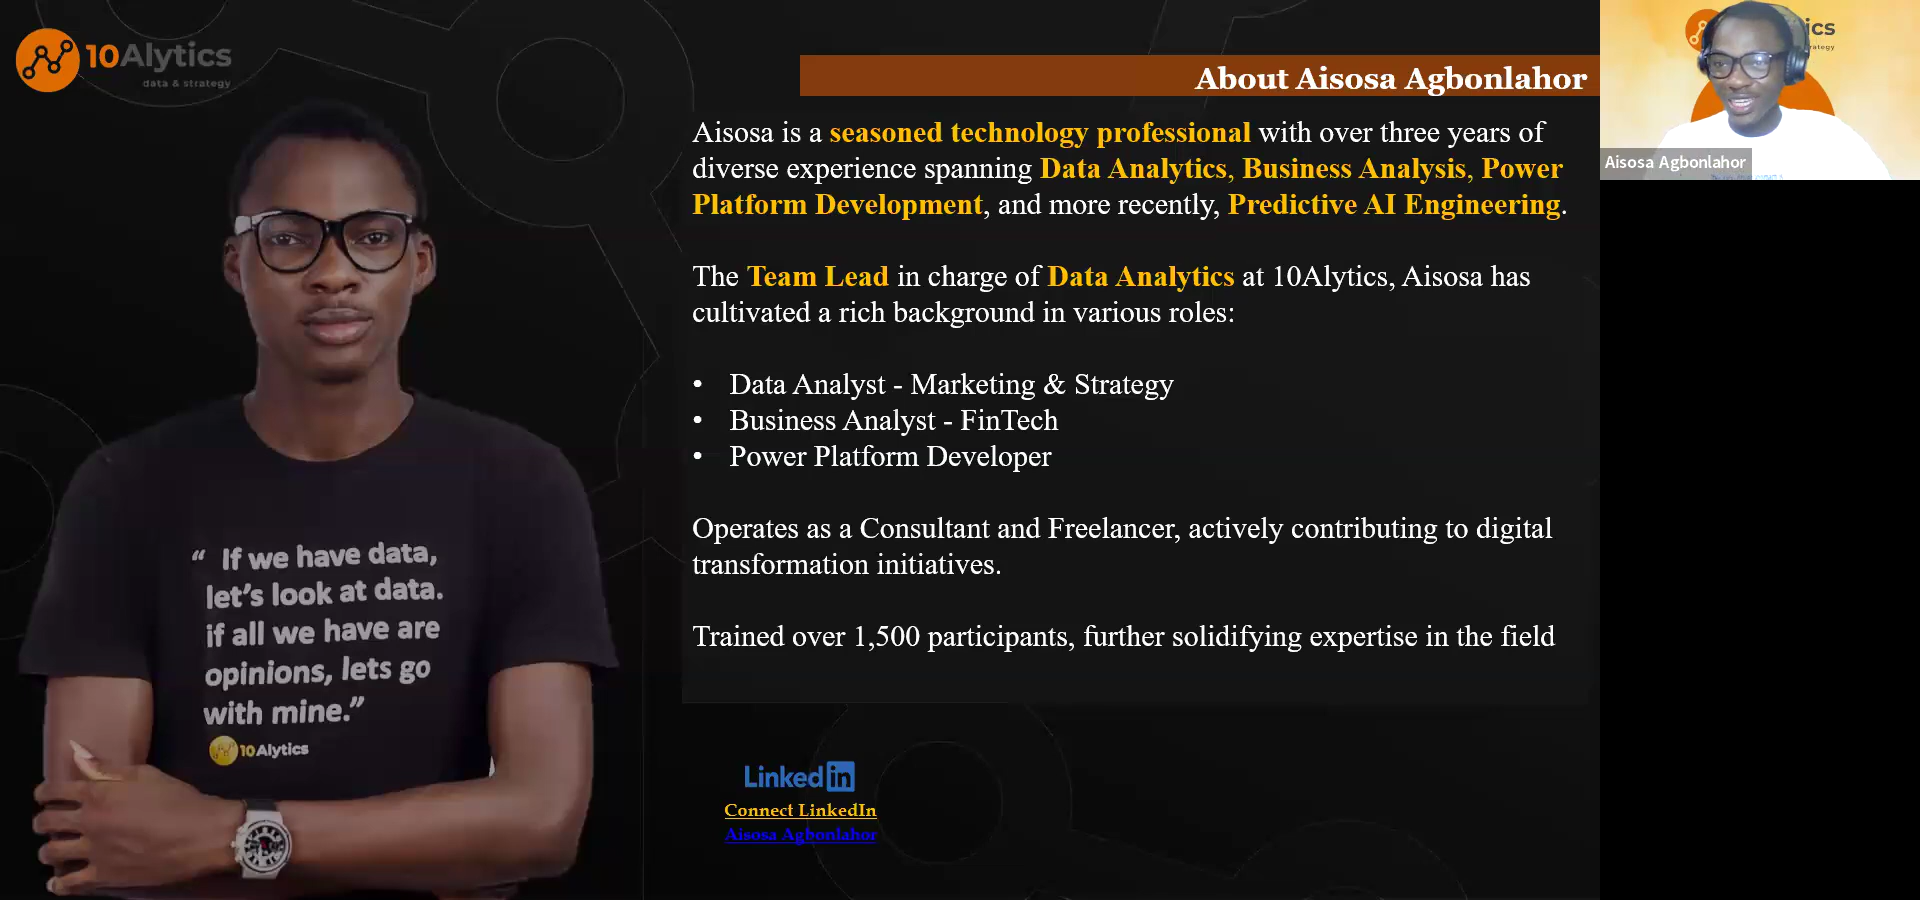 10Alytics
data & strategy
About Aisosa Agbonlahor
Aisosa is a seasoned technology professional with over three years of
diverse experience spanning Data Analytics, Business Analysis, Power
Platform Development, and more recently, Predictive AI Engineering.
The Team Lead in charge of Data Analytics at 10Alytics, Aisosa has
cultivated a rich background in various roles:
• Data Analyst - Marketing & Strategy
• Business Analyst - FinTech
• Power Platform Developer
Operates as a Consultant and Freelancer, actively contributing to digital
transformation initiatives.
Trained over 1,500 participants, further solidifying expertise in the field
“ If we have data,
let’s look at data.
if all we have are
opinions, lets go
with mine.”
10Alytics
Linkedin
Connect LinkedIn
Aisosa Agbonlahor
ics
rategy
Aisosa Agbonlahor